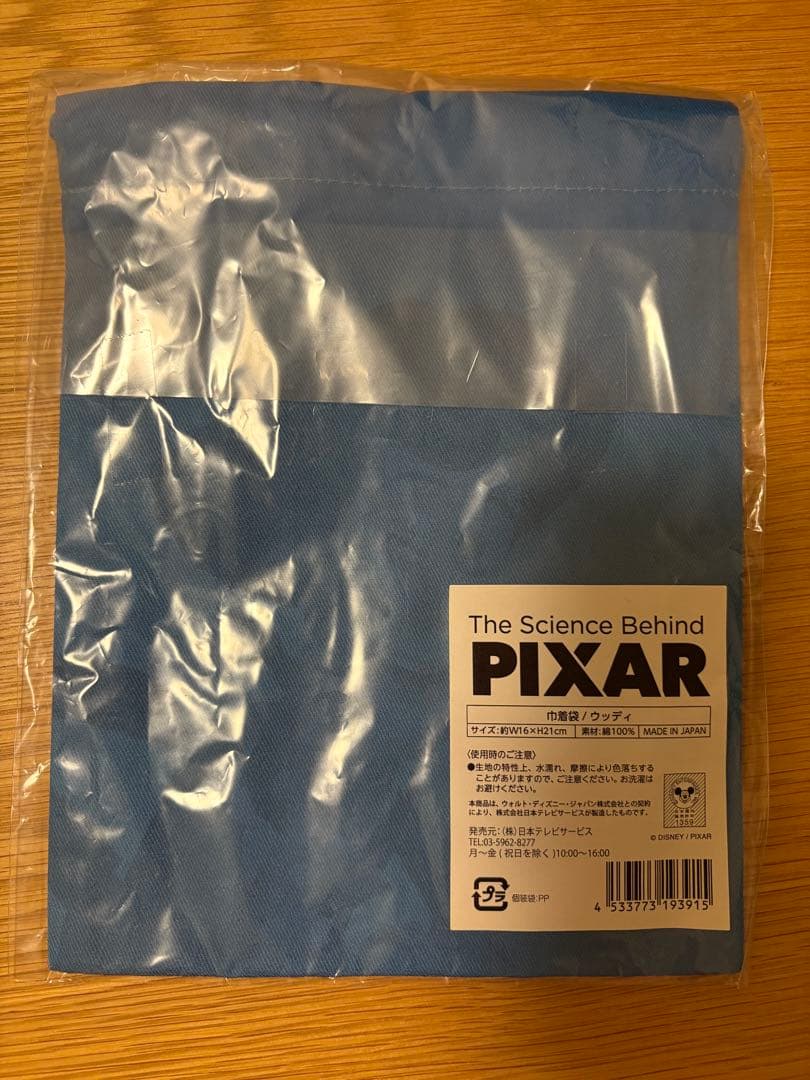 The Science Behind
PIXAR
巾着袋 / ウッディ
サイズ:約W16×H21cm 素材:綿100% MADE IN JAPAN
〈使用時のご注意〉
●生地の特性上、水濡れ、摩擦により色落ちする
ことがありますので、ご注意ください。お洗濯は
お避けください。
本商品は、ウォルト・ディズニー・ジャパン株式会社との契約
により、株式会社日本テレビサービスが製造したものです。
発売元:(株)日本テレビサービス
TEL:03-5962-8277
月～金(祝日を除く)10:00～16:00
1359
© DISNEY / PIXAR
プラ
個装袋:PP
4 533773 193915